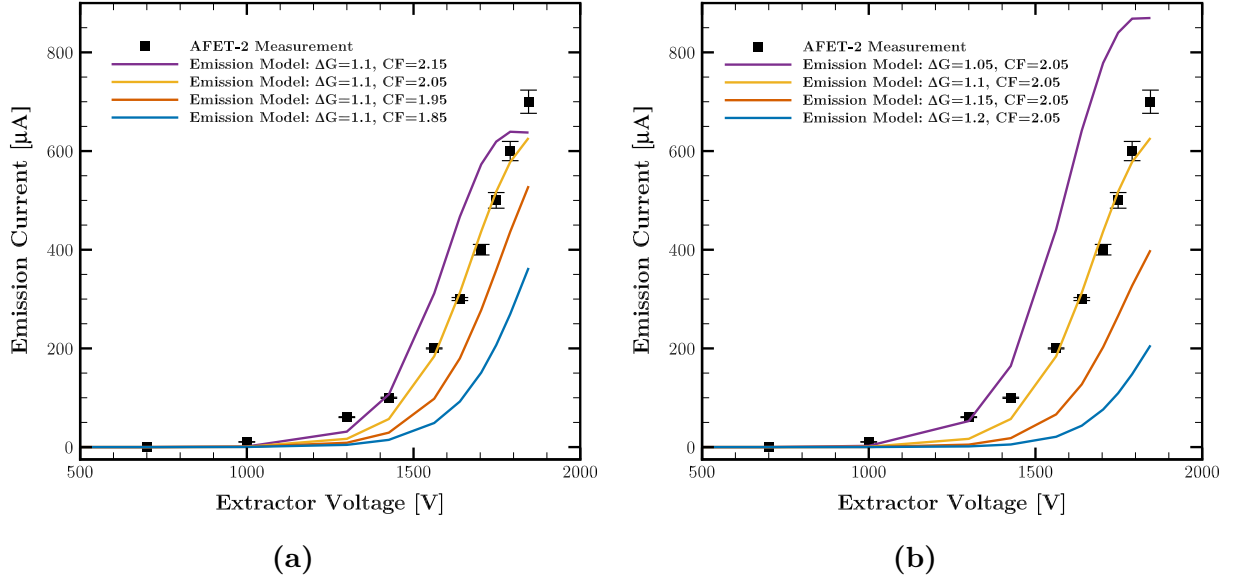 800
600
400
200
0
Emission Current [μA]
AFET-2 Measurement
Emission Model: ΔG=1.1, CF=2.15
Emission Model: ΔG=1.1, CF=2.05
Emission Model: ΔG=1.1, CF=1.95
Emission Model: ΔG=1.1, CF=1.85
500
1000
1500
2000
Extractor Voltage [V]
(a)
800
600
400
200
0
Emission Current [μA]
AFET-2 Measurement
Emission Model: ΔG=1.05, CF=2.05
Emission Model: ΔG=1.1, CF=2.05
Emission Model: ΔG=1.15, CF=2.05
Emission Model: ΔG=1.2, CF=2.05
500
1000
1500
2000
Extractor Voltage [V]
(b)